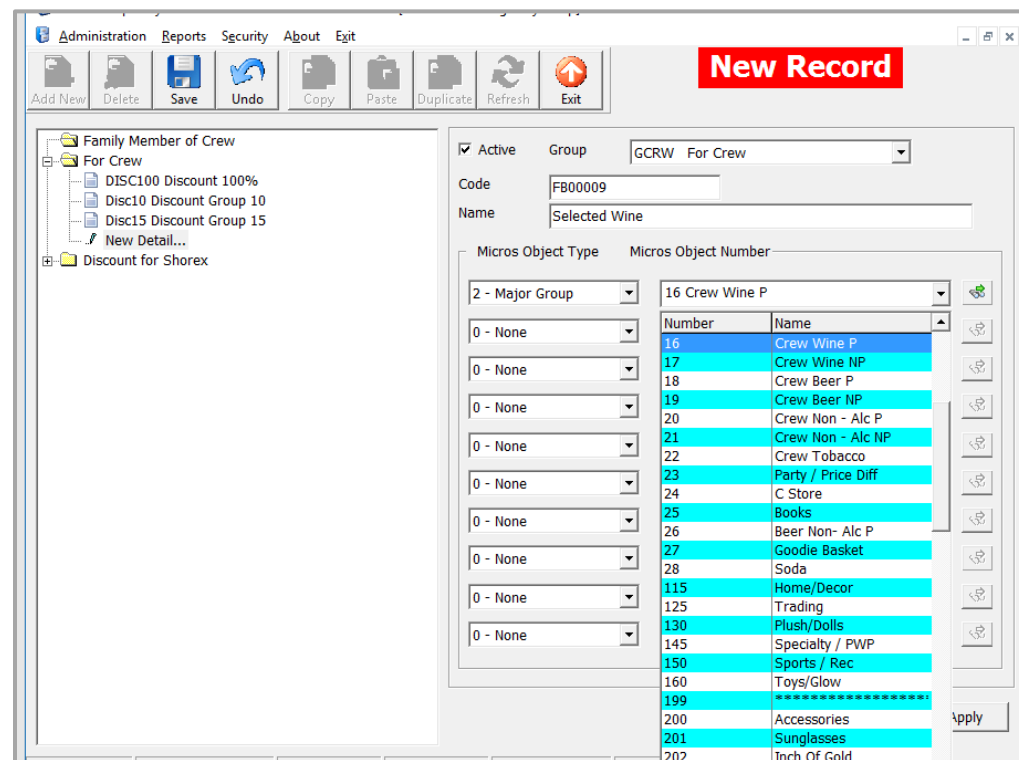 Administration Reports Security About Exit
New Record
Add New Delete Save Undo Copy Paste Duplicate Refresh Exit
Family Member of Crew
For Crew
DISC100 Discount 100%
Disc10 Discount Group 10
Disc15 Discount Group 15
New Detail...
Discount for Shorex
Active Group GCRW For Crew
Code FB00009
Name Selected Wine
Micros Object Type Micros Object Number
2 - Major Group 16 Crew Wine P
0 - None
0 - None
0 - None
0 - None
0 - None
0 - None
0 - None
0 - None
0 - None
Number Name
16 Crew Wine P
17 Crew Wine NP
18 Crew Beer P
19 Crew Beer NP
20 Crew Non - Alc P
21 Crew Non - Alc NP
22 Crew Tobacco
23 Party / Price Diff
24 C Store
25 Books
26 Beer Non- Alc P
27 Goodie Basket
28 Soda
115 Home/Decor
125 Trading
130 Plush/Dolls
145 Specialty / PWP
150 Sports / Rec
160 Toys/Glow
199 ******************
200 Accessories
201 Sunglasses
202 Inch Of Gold
Apply